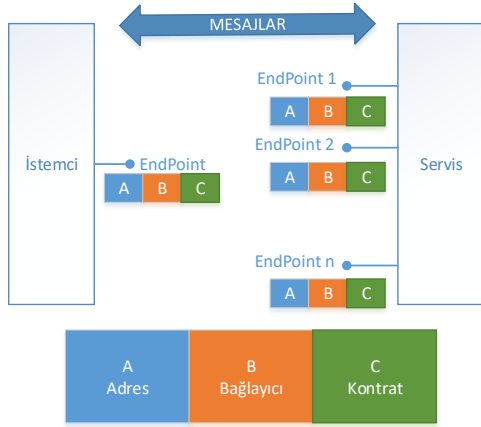 MESAJLAR
EndPoint 1
A B C
EndPoint 2
İstemci
EndPoint
Servis
A B C
A B C
EndPoint n
A B C
A
Adres
B
Bağlayıcı
C
Kontrat